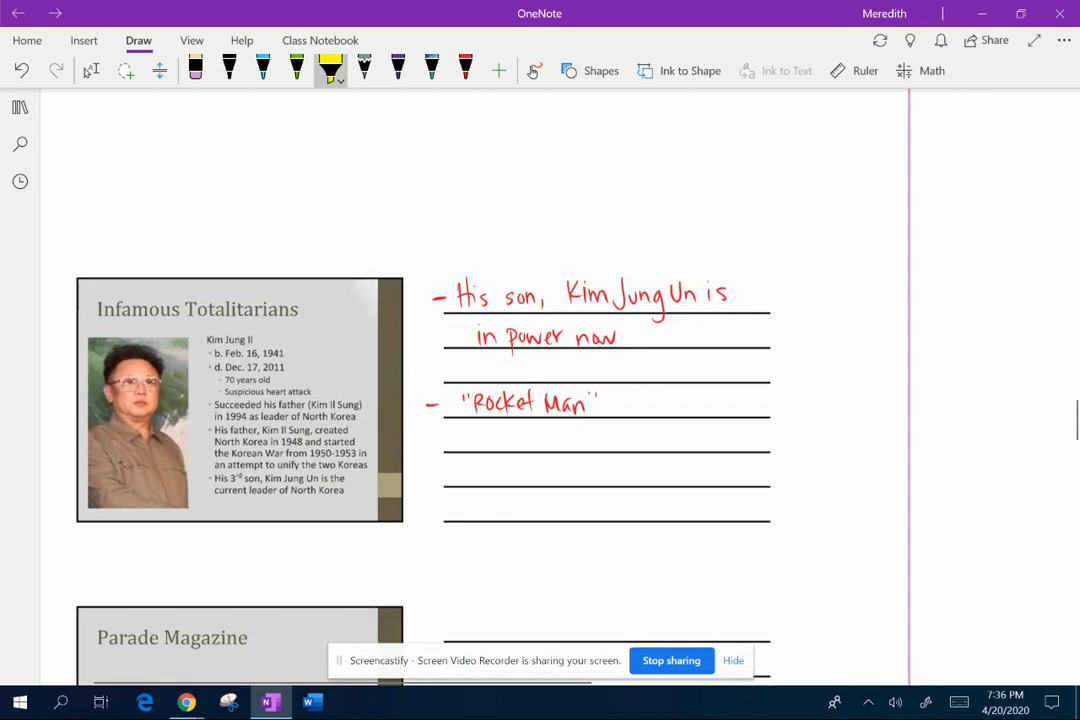 OneNote
Meredith
Home Insert Draw View Help Class Notebook
Share
Shapes
Ink to Shape
Ink to Text
Ruler
Math
Infamous Totalitarians
Kim Jung Il
b. Feb. 16, 1941
d. Dec. 17, 2011
70 years old
Suspicious heart attack
Succeeded his father (Kim Il Sung)
in 1994 as leader of North Korea
His father, Kim Il Sung, created
North Korea in 1948 and started
the Korean War from 1950-1953 in
an attempt to unify the two Koreas
His 3rd son, Kim Jung Un is the
current leader of North Korea
- His son, Kim Jung Un is
in power now
- "Rocket Man"
Parade Magazine
Screencastify - Screen Video Recorder is sharing your screen.
Stop sharing
Hide
7:36 PM
4/20/2020